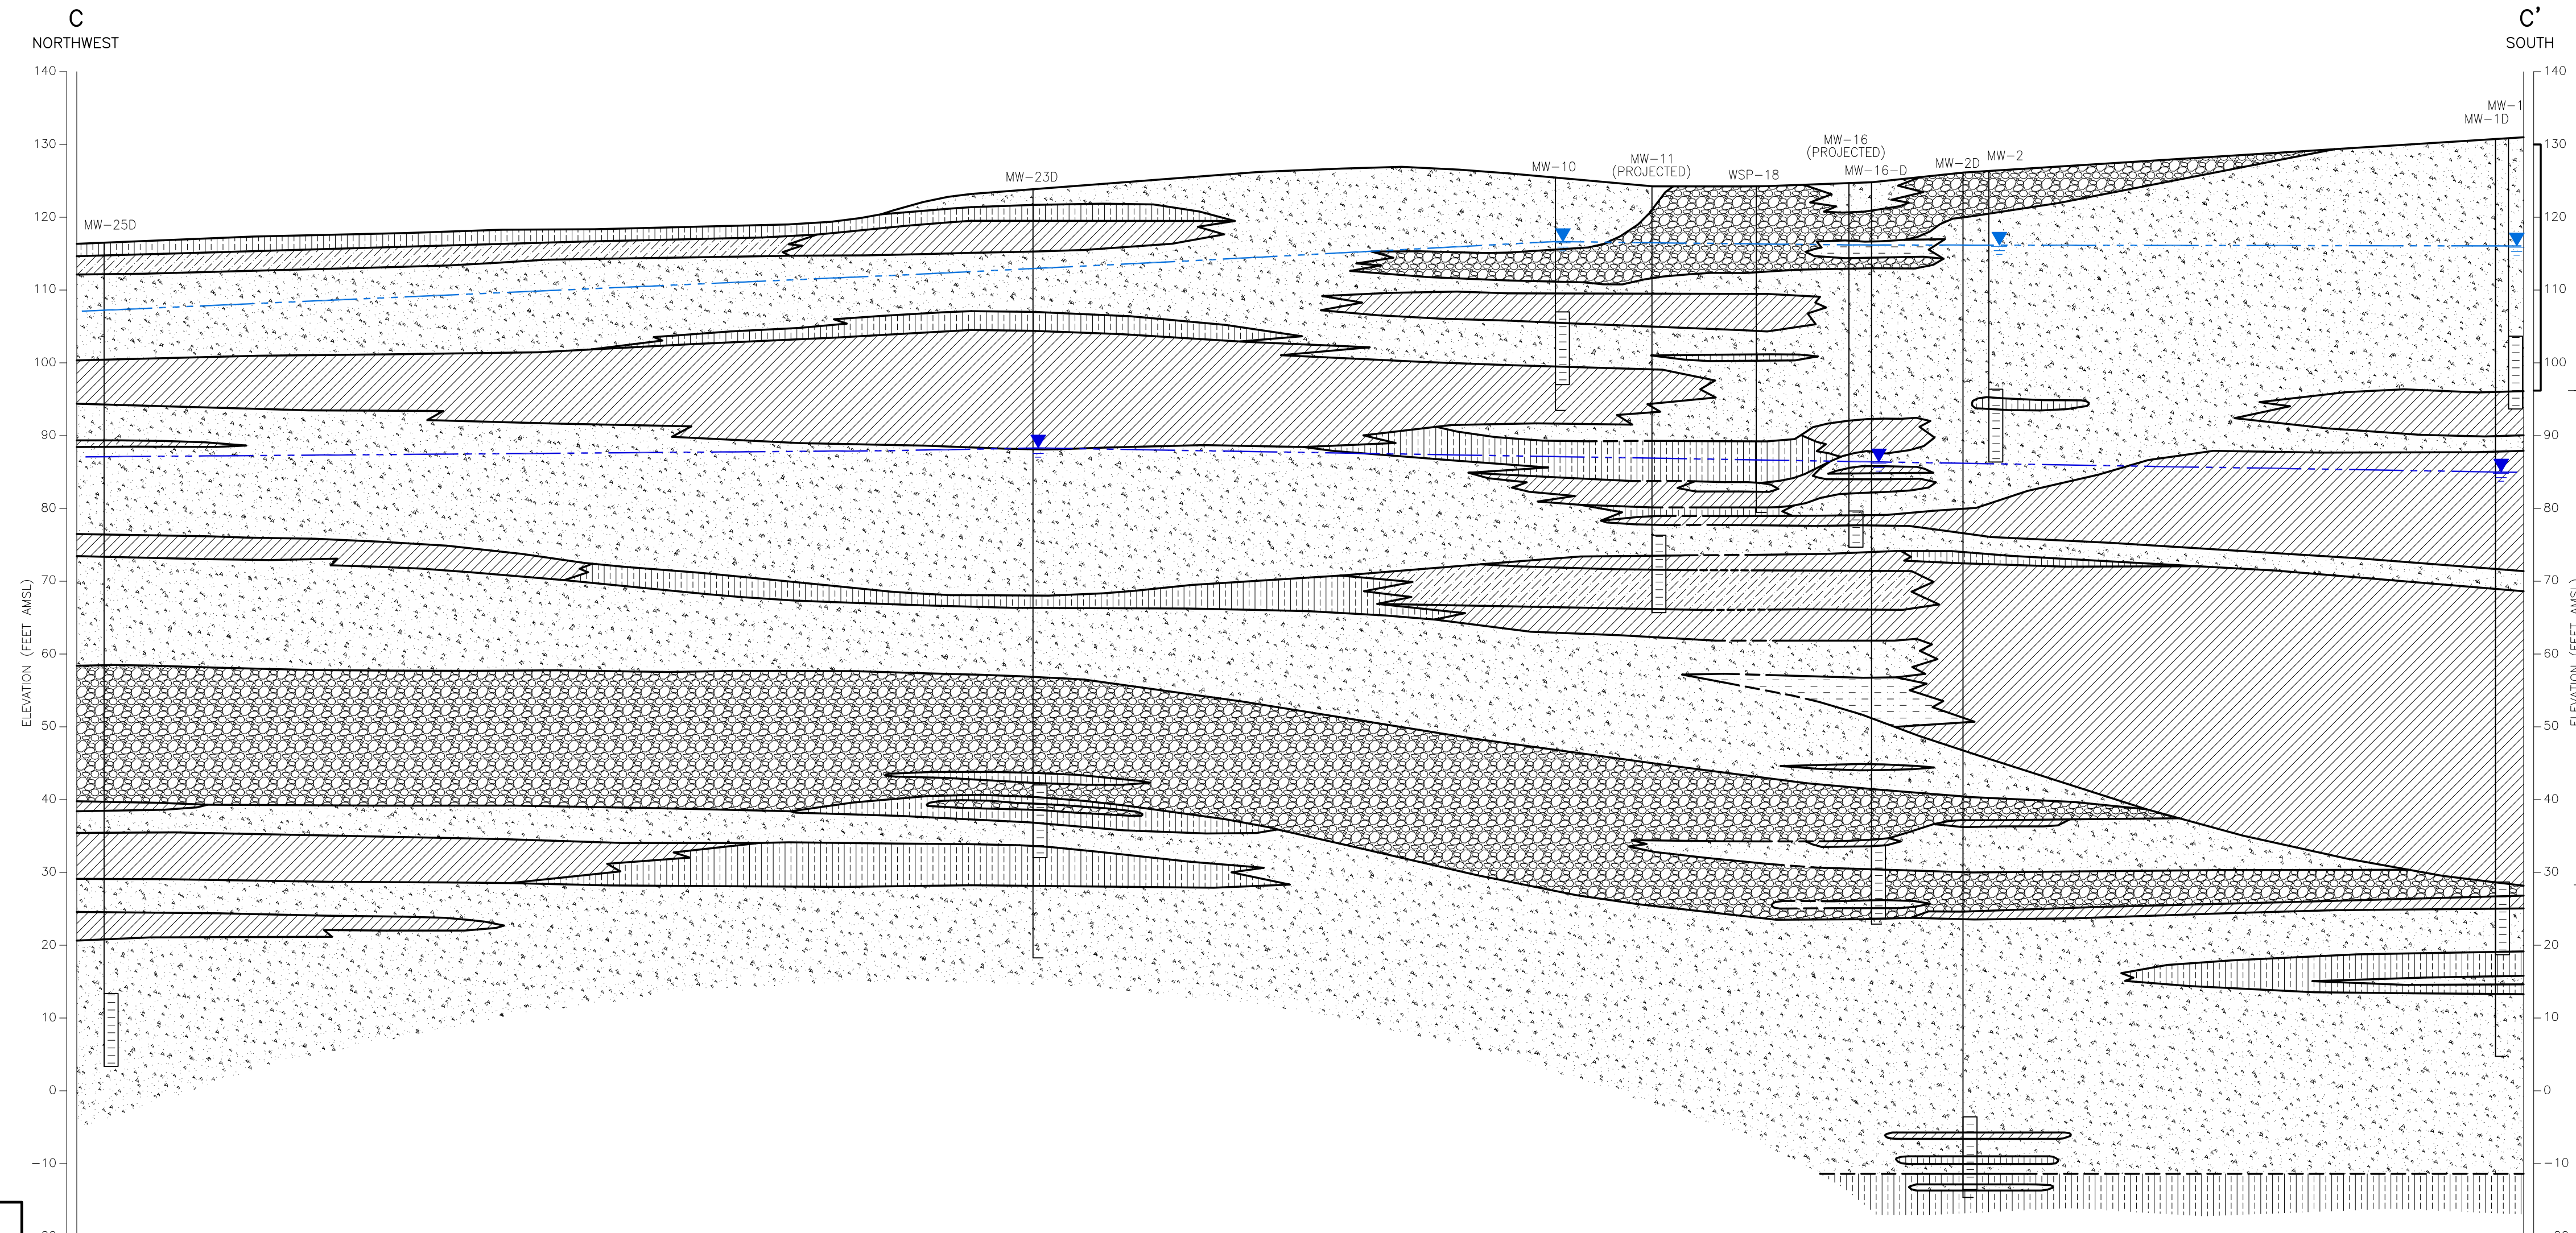 C
C'
NORTHWEST
SOUTH
140
140
MW-1
MW-1D
130
130
MW-16
(PROJECTED)
MW-11
(PROJECTED)
MW-10
MW-2
MW-2D
WSP-18
MW-16-D
MW-23D
120
120
MW-25D
110
110
100
100
90
90
80
80
70
70
60
60
ELEVATION (FEET AMSL)
ELEVATION (FEET AMSL)
50
50
40
40
30
30
20
20
10
10
0
0
-10
-10